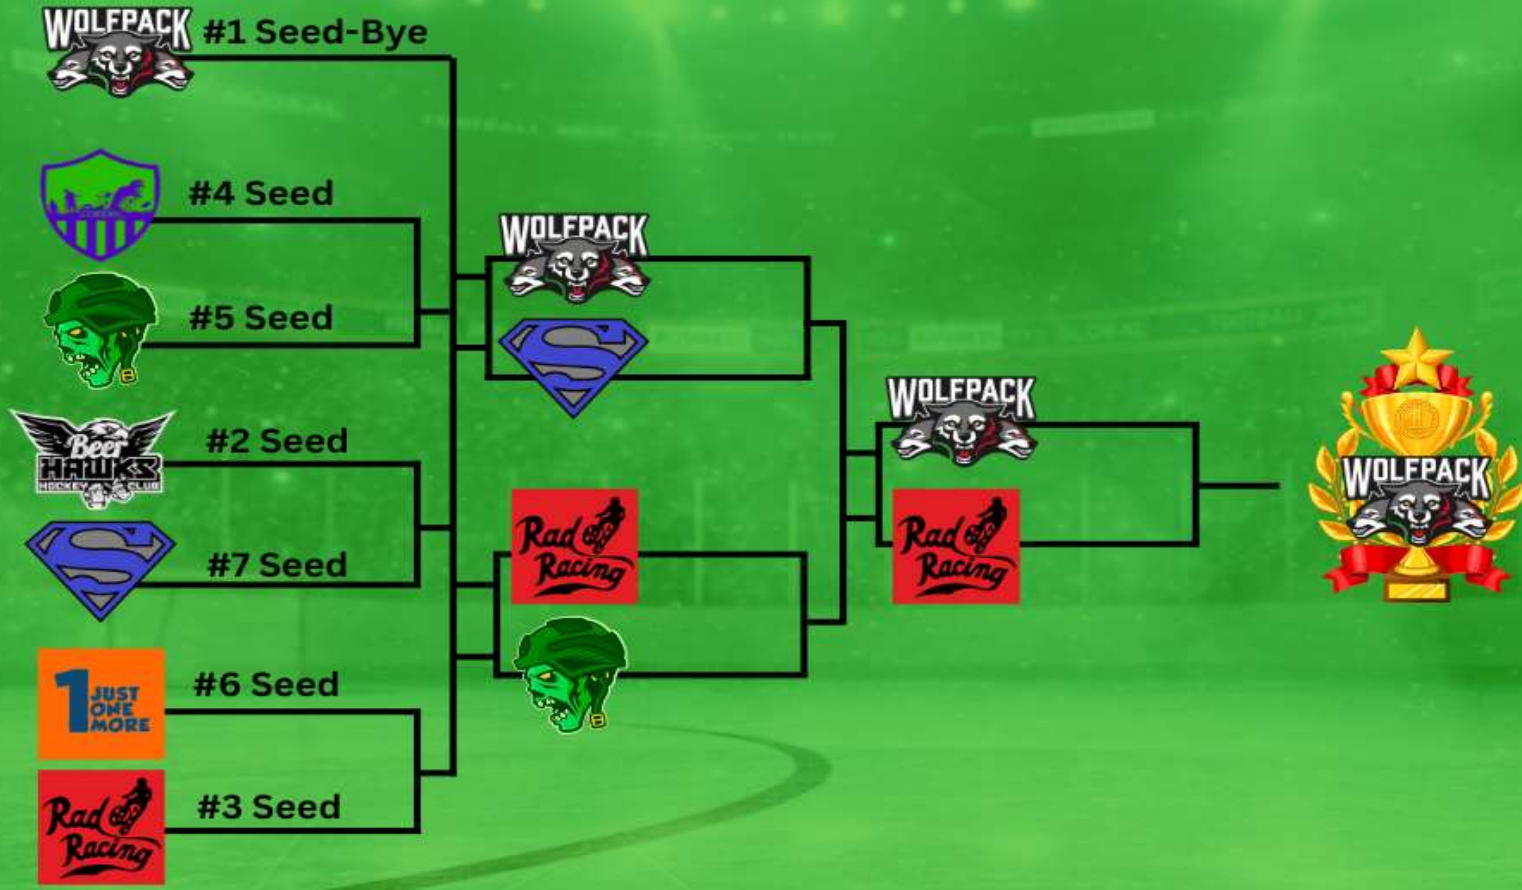 WOLFPACK
#1 Seed-Bye
#4 Seed
#5 Seed
Beer
HAWKS
HOCKEY CLUB
#2 Seed
S
#7 Seed
1 JUST
ONE
MORE
#6 Seed
Rad
Racing
#3 Seed
WOLFPACK
S
Rad
Racing
WOLFPACK
Rad
Racing
WOLFPACK